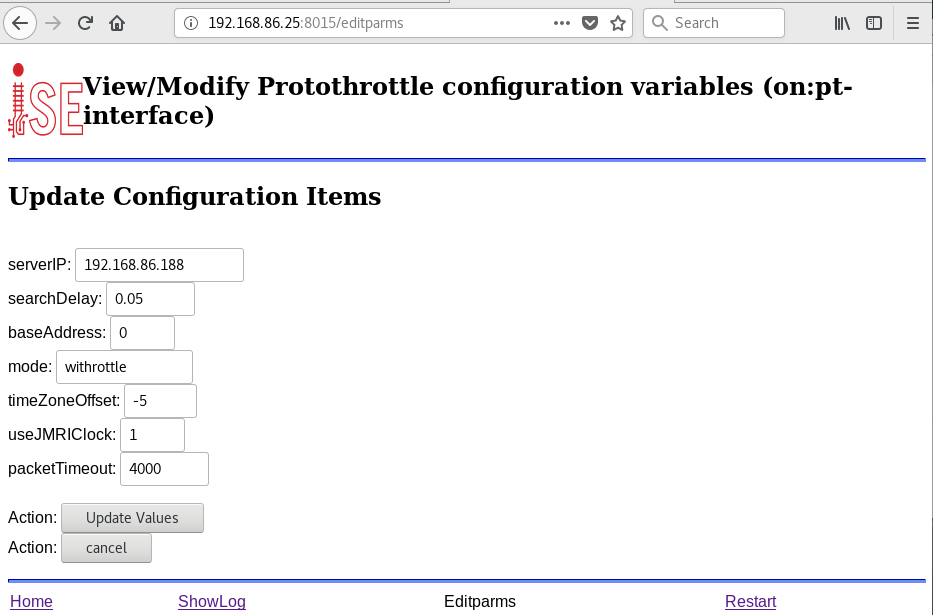 192.168.86.25:8015/editparms
Search
ISE
View/Modify Protothrottle configuration variables (on:pt-
interface)
Update Configuration Items
serverIP: 192.168.86.188
searchDelay: 0.05
baseAddress: 0
mode: withrottle
timeZoneOffset: -5
useJMRIClock: 1
packetTimeout: 4000
Action: Update Values
Action: cancel
Home ShowLog Editparms Restart